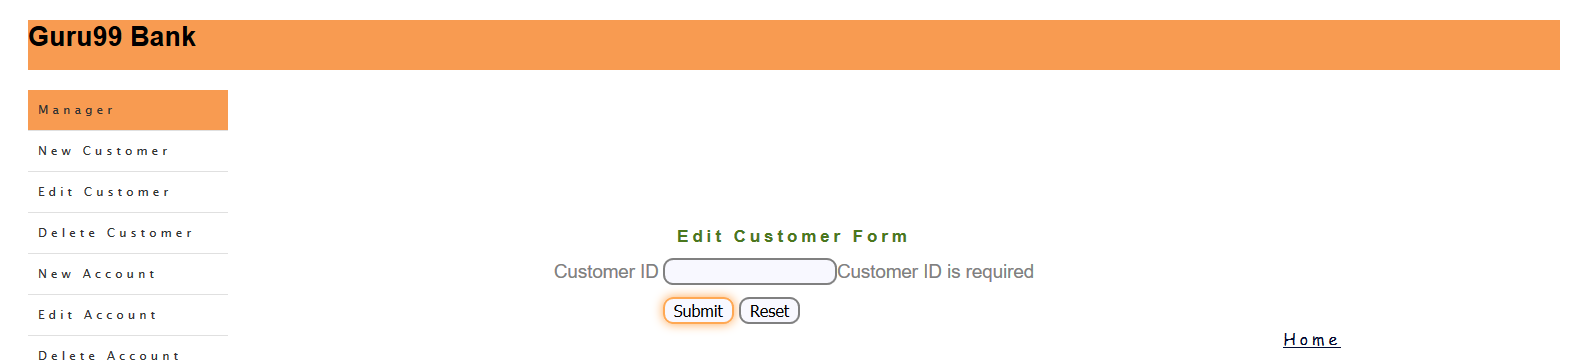 Guru99 Bank
Manager
New Customer
Edit Customer
Delete Customer
New Account
Edit Account
Delete Account
Edit Customer Form
Customer ID Customer ID is required
Submit Reset
Home